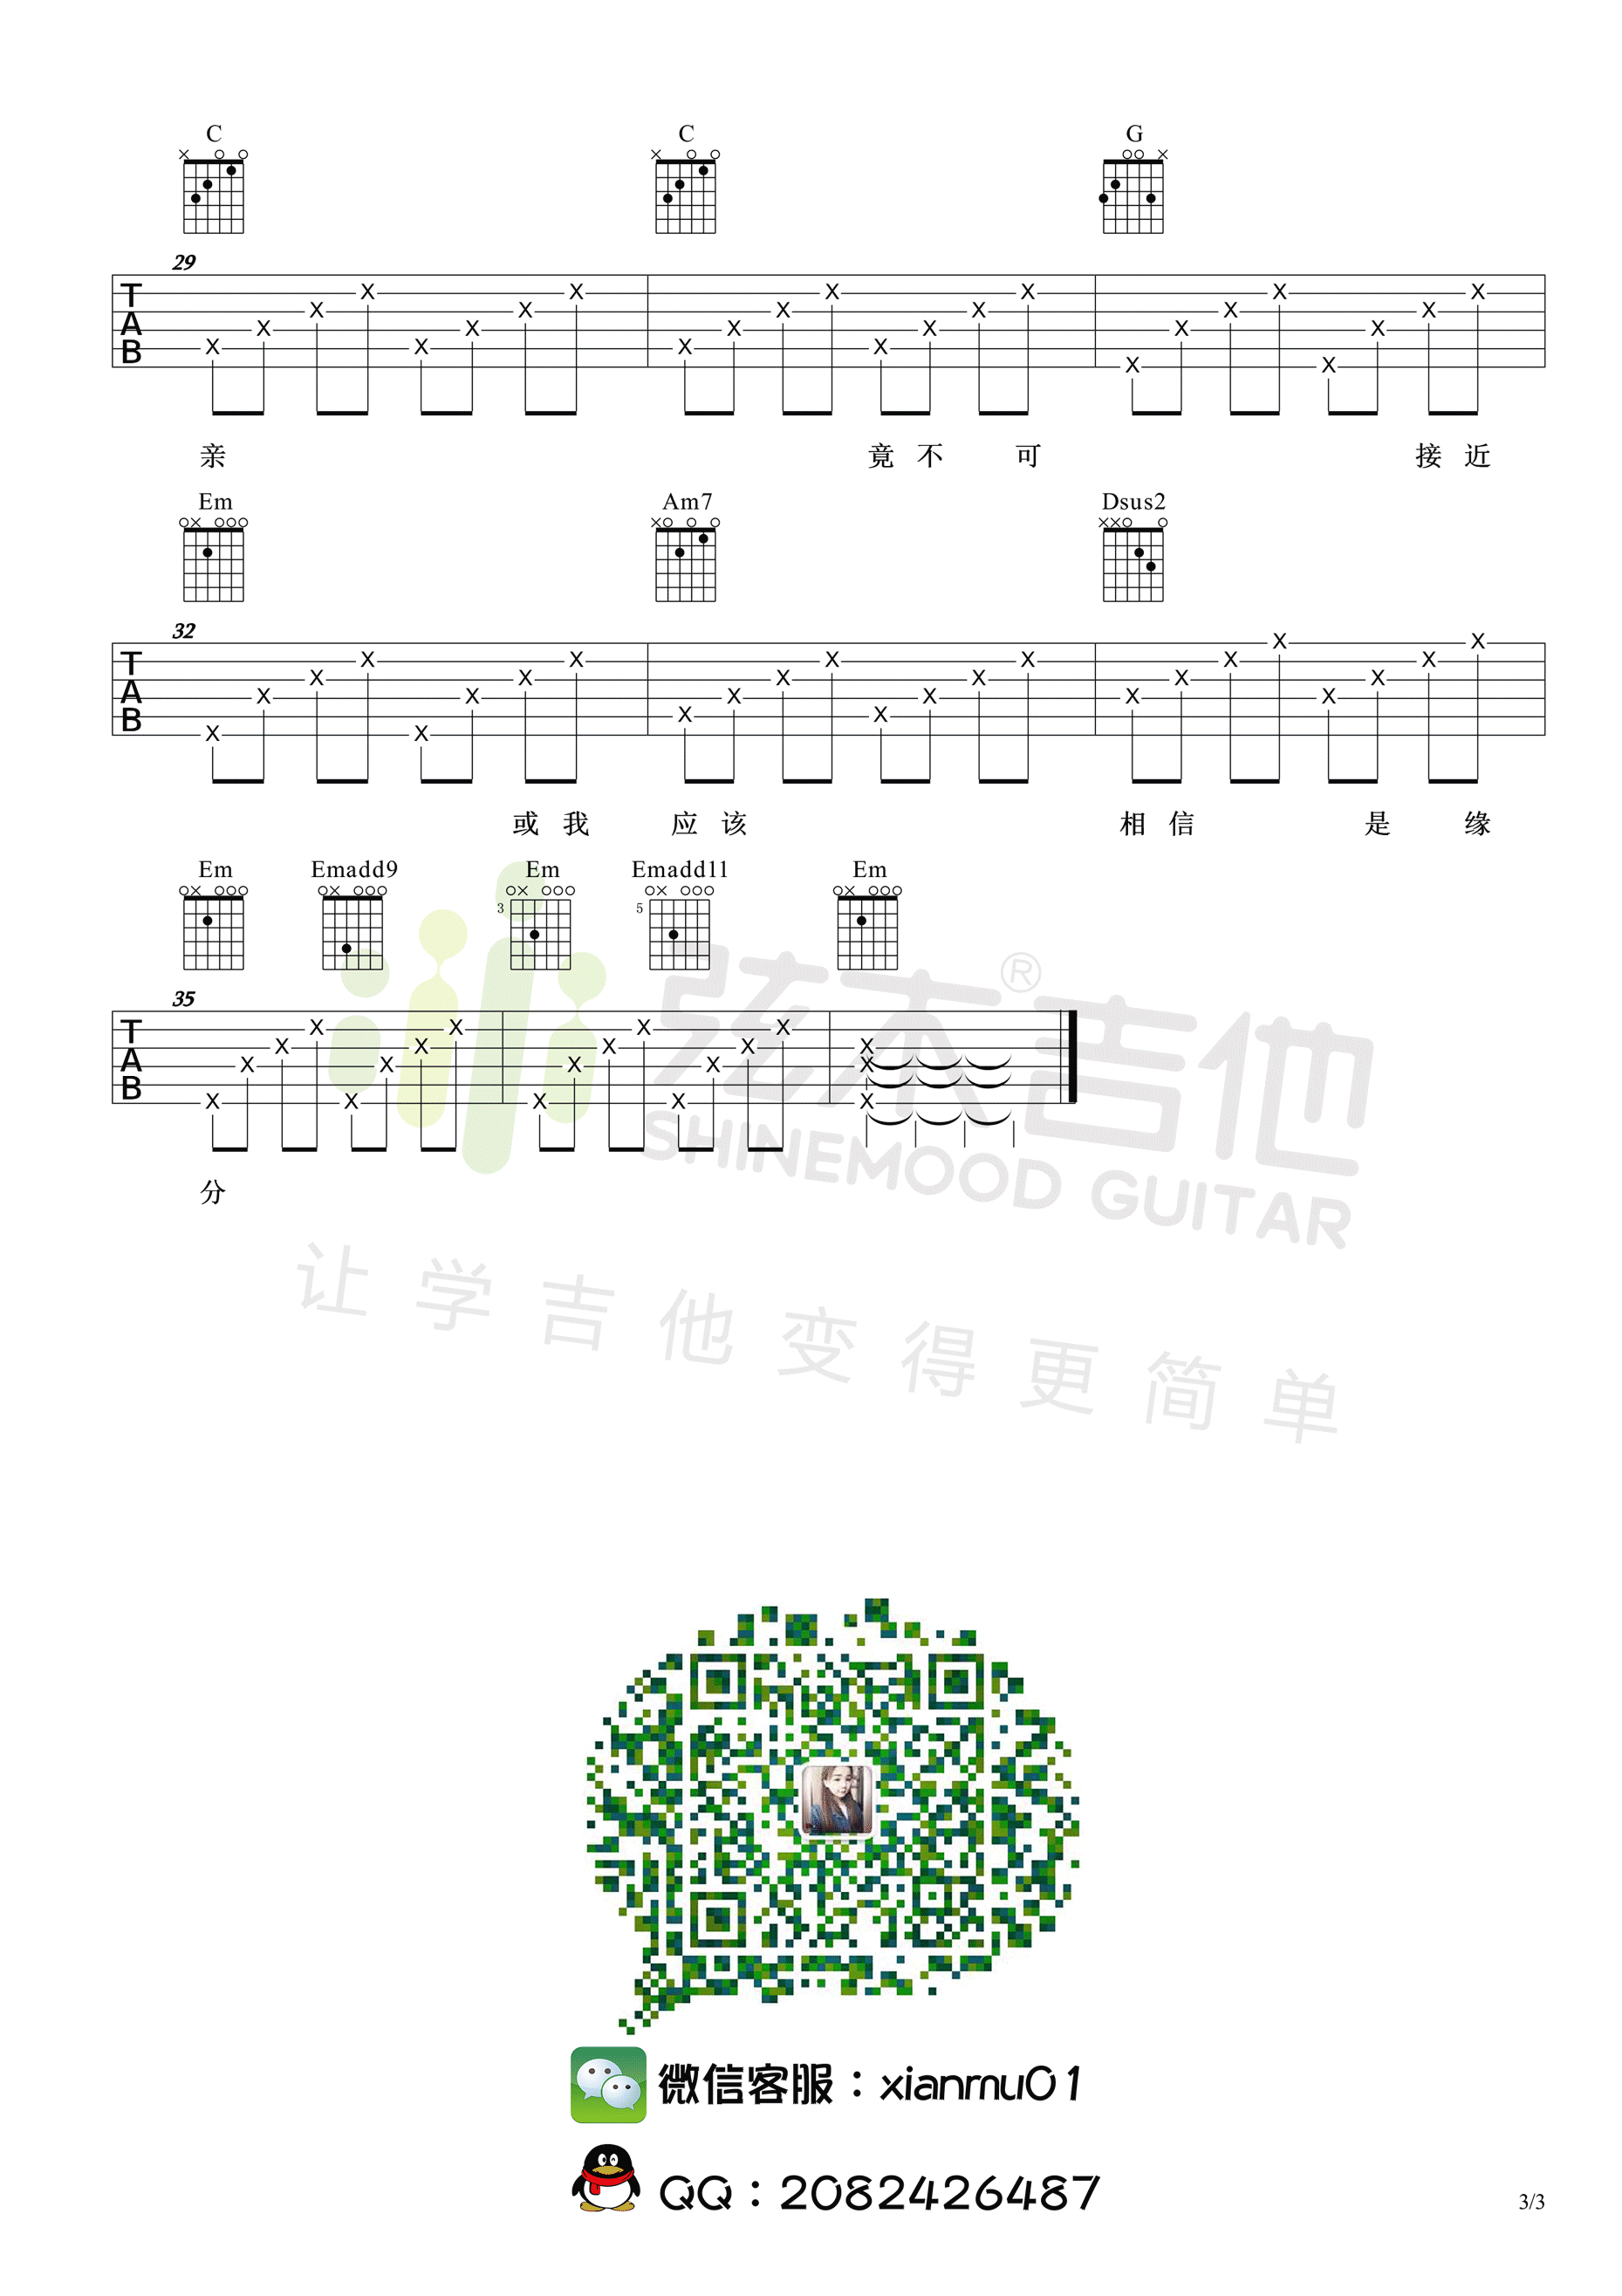 C C G
29
T
A
B
亲 竟 不 可 接 近
Em Am7 Dsus2
32
T
A
B
或 我 应 该 相 信 是 缘
Em Emadd9 Em Emadd11 Em
3 5
35
T
A
B
分
弦木吉他®
SHINEMOOD GUITAR
让学吉他变得更简单
微信客服：xianmu01
QQ：2082426487
3/3